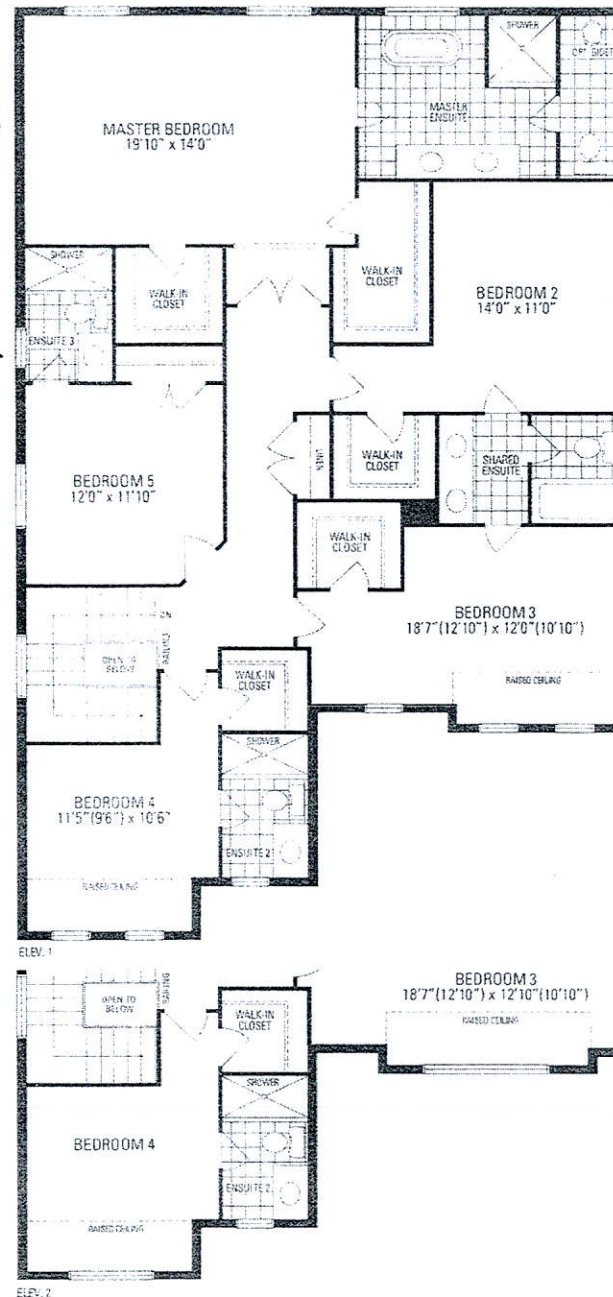 SHOWER
OPT. BIDET
MASTER
ENSUITE
MASTER BEDROOM
19'10" x 14'0"
SHOWER
WALK-IN
CLOSET
WALK-IN
CLOSET
BEDROOM 2
14'0" x 11'0"
ENSUITE 3
BEDROOM 5
12'0" x 11'10"
LINEN
WALK-IN
CLOSET
SHARED
ENSUITE
WALK-IN
CLOSET
DN
RAILING
OPEN TO
BELOW
BEDROOM 3
18'7"(12'10") x 12'0"(10'10")
RAISED CEILING
WALK-IN
CLOSET
SHOWER
BEDROOM 4
11'5"(9'6") x 10'6"
ENSUITE 2
RAISED CEILING
ELEV. 1
OPEN TO
BELOW
RAILING
WALK-IN
CLOSET
BEDROOM 3
18'7"(12'10") x 12'10"(10'10")
RAISED CEILING
SHOWER
BEDROOM 4
ENSUITE 2
RAISED CEILING
ELEV. 2